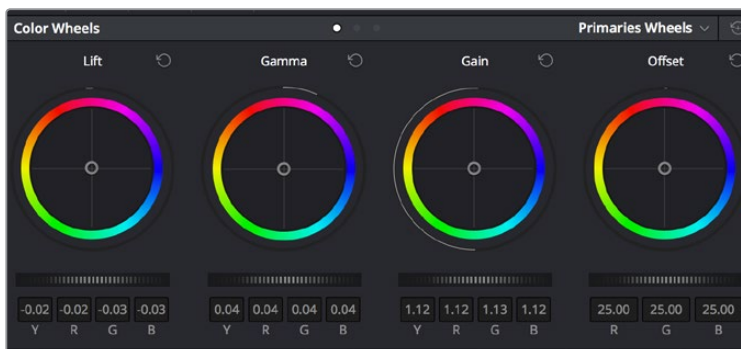 Color Wheels Primaries Wheels
Lift Gamma Gain Offset
-0.02 -0.02 -0.03 -0.03 0.04 0.04 0.04 0.04 1.12 1.12 1.13 1.12 25.00 25.00 25.00
Y R G B Y R G B Y R G B R G B